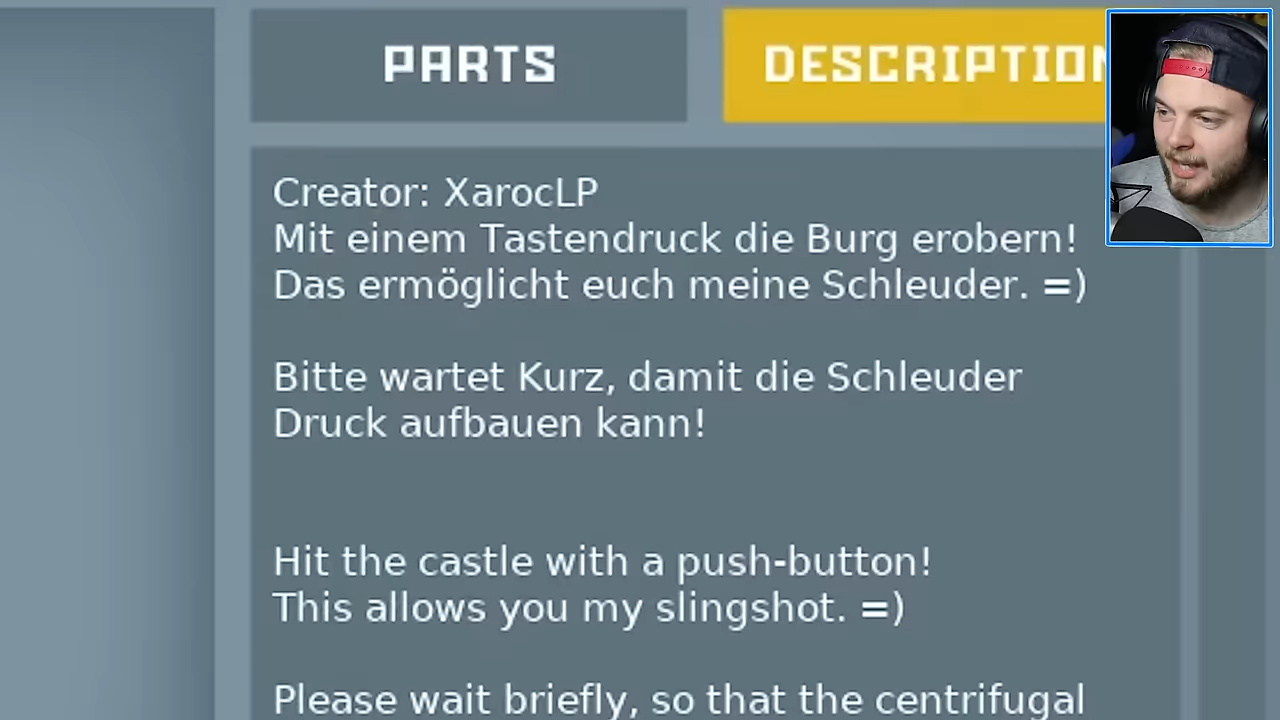 PARTS
DESCRIPTION
Creator: XarocLP
Mit einem Tastendruck die Burg erobern!
Das ermöglicht euch meine Schleuder. =)
Bitte wartet Kurz, damit die Schleuder
Druck aufbauen kann!
Hit the castle with a push-button!
This allows you my slingshot. =)
Please wait briefly, so that the centrifugal